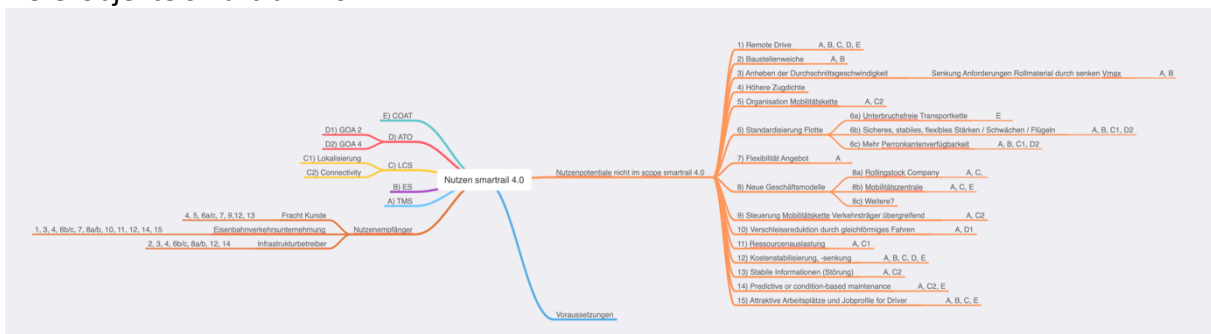 E) COAT
D1) GOA 2
D) ATO
D2) GOA 4
C1) Lokalisierung
C) LCS
C2) Connectivity
B) ES
A) TMS
4, 5, 6a/c, 7, 9,12, 13 Fracht Kunde
1, 3, 4, 6b/c, 7, 8a/b, 10, 11, 12, 14, 15 Eisenbahnverkehrsunternehmung Nutzenempfänger
2, 3, 4, 6b/c, 8a/b, 12, 14 Infrastrukturbetreiber
Nutzen smartrail 4.0
Voraussetzungen
Nutzenpotentiale nicht im scope smartrail 4.0
1) Remote Drive A, B, C, D, E
2) Baustellenweiche A, B
3) Anheben der Durchschnittsgeschwindigkeit Senkung Anforderungen Rollmaterial durch senken Vmax A, B
4) Höhere Zugdichte
5) Organisation Mobilitätskette A, C2
6) Standardisierung Flotte
6a) Unterbruchsfreie Transportkette E
6b) Sicheres, stabiles, flexibles Stärken / Schwächen / Flügeln A, B, C1, D2
6c) Mehr Perronkantenverfügbarkeit A, B, C1, D2
7) Flexibilität Angebot A
8) Neue Geschäftsmodelle
8a) Rollingstock Company A, C,
8b) Mobilitätszentrale A, C, E
8c) Weitere?
9) Steuerung Mobilitätskette Verkehrsträger übergreifend A, C2
10) Verschleissreduktion durch gleichförmiges Fahren A, D1
11) Ressourcenauslastung A, C1
12) Kostenstabilisierung, -senkung A, B, C, D, E
13) Stabile Informationen (Störung) A, C2
14) Predictive or condition-based maintenance A, C2, E
15) Attraktive Arbeitsplätze und Jobprofile for Driver A, B, C, E